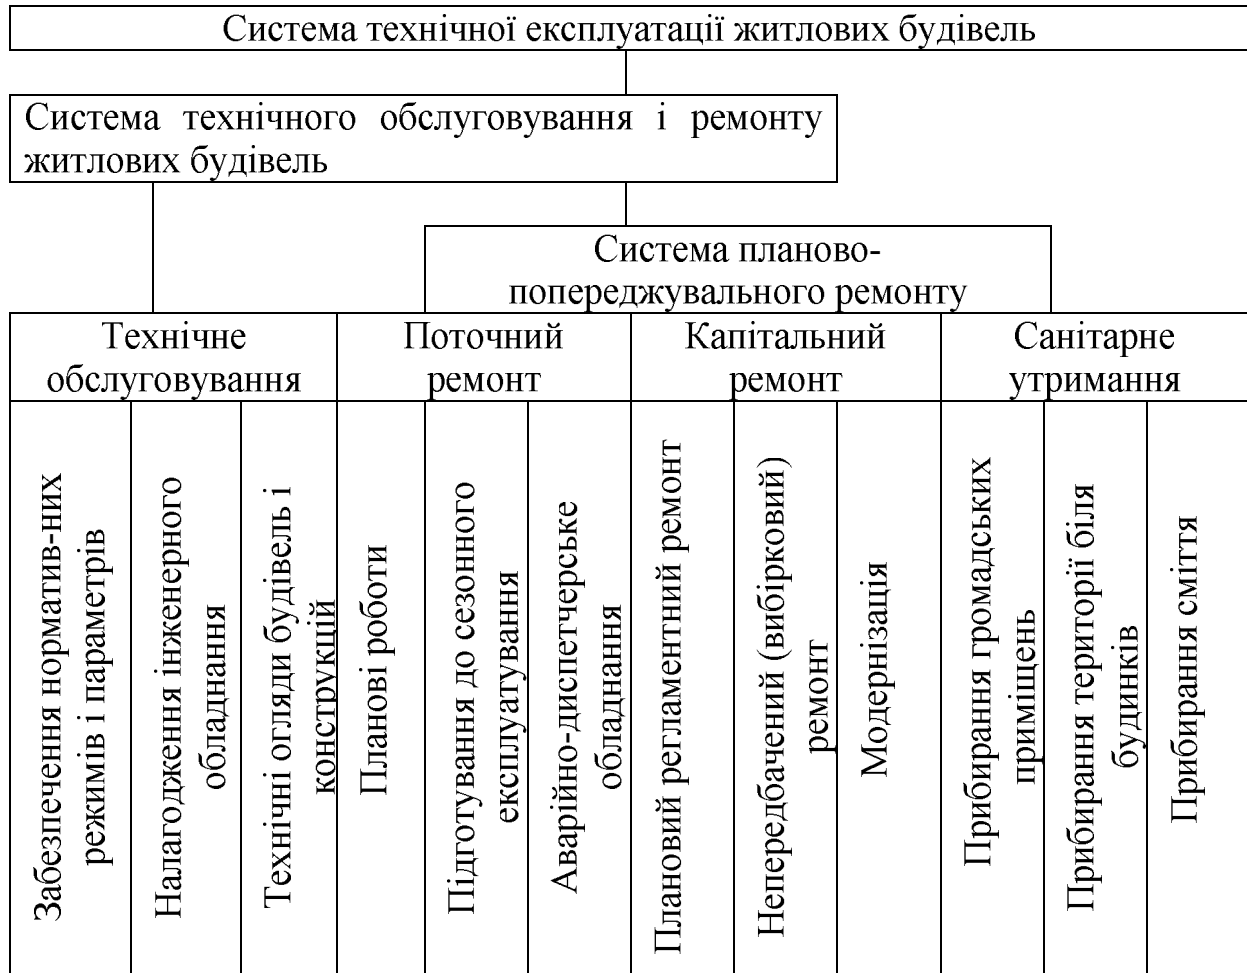 Система технічної експлуатації житлових будівель
Система технічного обслуговування і ремонту
житлових будівель
Система планово-
попереджувального ремонту
Технічне
обслуговування
Поточний
ремонт
Капітальний
ремонт
Санітарне
утримання
Забезпечення норматив-них
режимів і параметрів
Налагодження інженерного
обладнання
Технічні огляди будівель і
конструкцій
Планові роботи
Підготування до сезонного
експлуатування
Аварійно-диспетчерське
обладнання
Плановий регламентний ремонт
Непередбачений (вибірковий)
ремонт
Модернізація
Прибирання громадських
приміщень
Прибирання території біля
будинків
Прибирання сміття